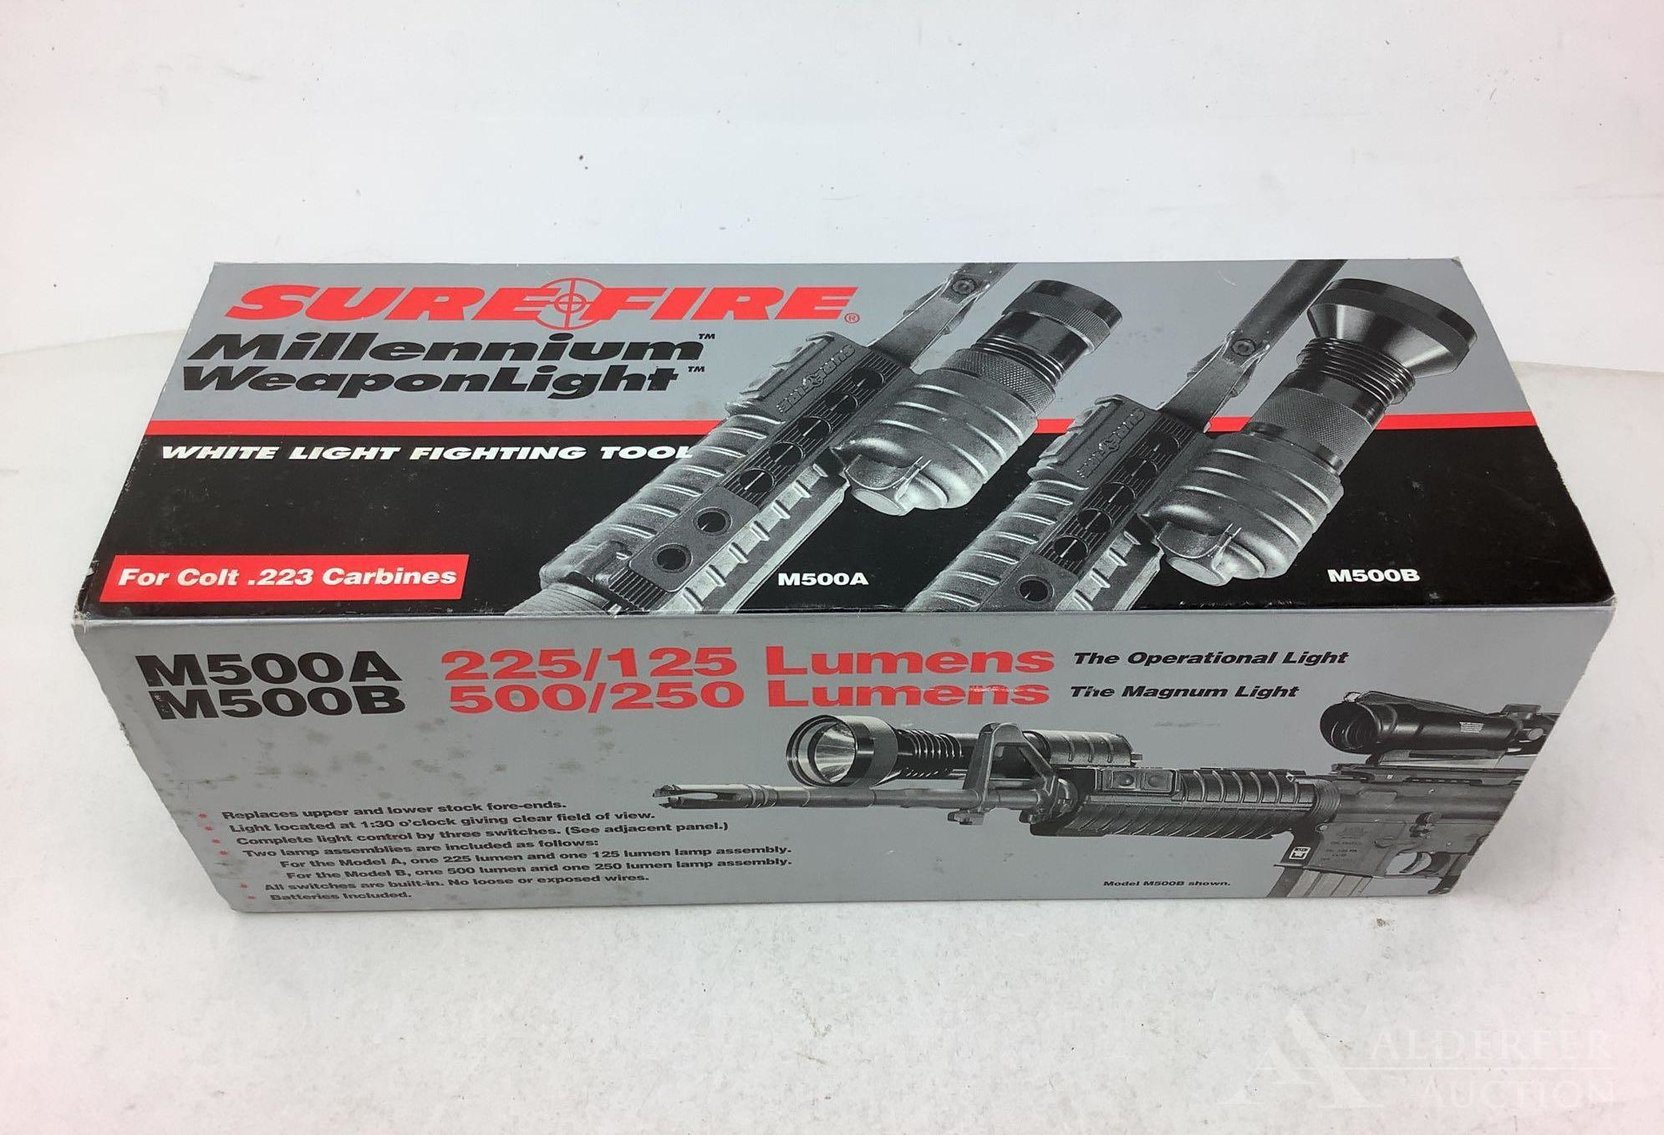 SUREFIRE®
Millennium™
WeaponLight™
WHITE LIGHT FIGHTING TOOL
For Colt .223 Carbines
M500A
M500B
M500A 225/125 Lumens The Operational Light
M500B 500/250 Lumens The Magnum Light
• Replaces upper and lower stock fore-ends.
• Light located at 1:30 o'clock giving clear field of view.
• Complete light control by three switches. (See adjacent panel.)
• Two lamp assemblies are included as follows:
For the Model A, one 225 lumen and one 125 lumen lamp assembly.
For the Model B, one 500 lumen and one 250 lumen lamp assembly.
• All switches are built-in. No loose or exposed wires.
• Batteries Included.
Model M500B shown.
ALDERFER
AUCTION